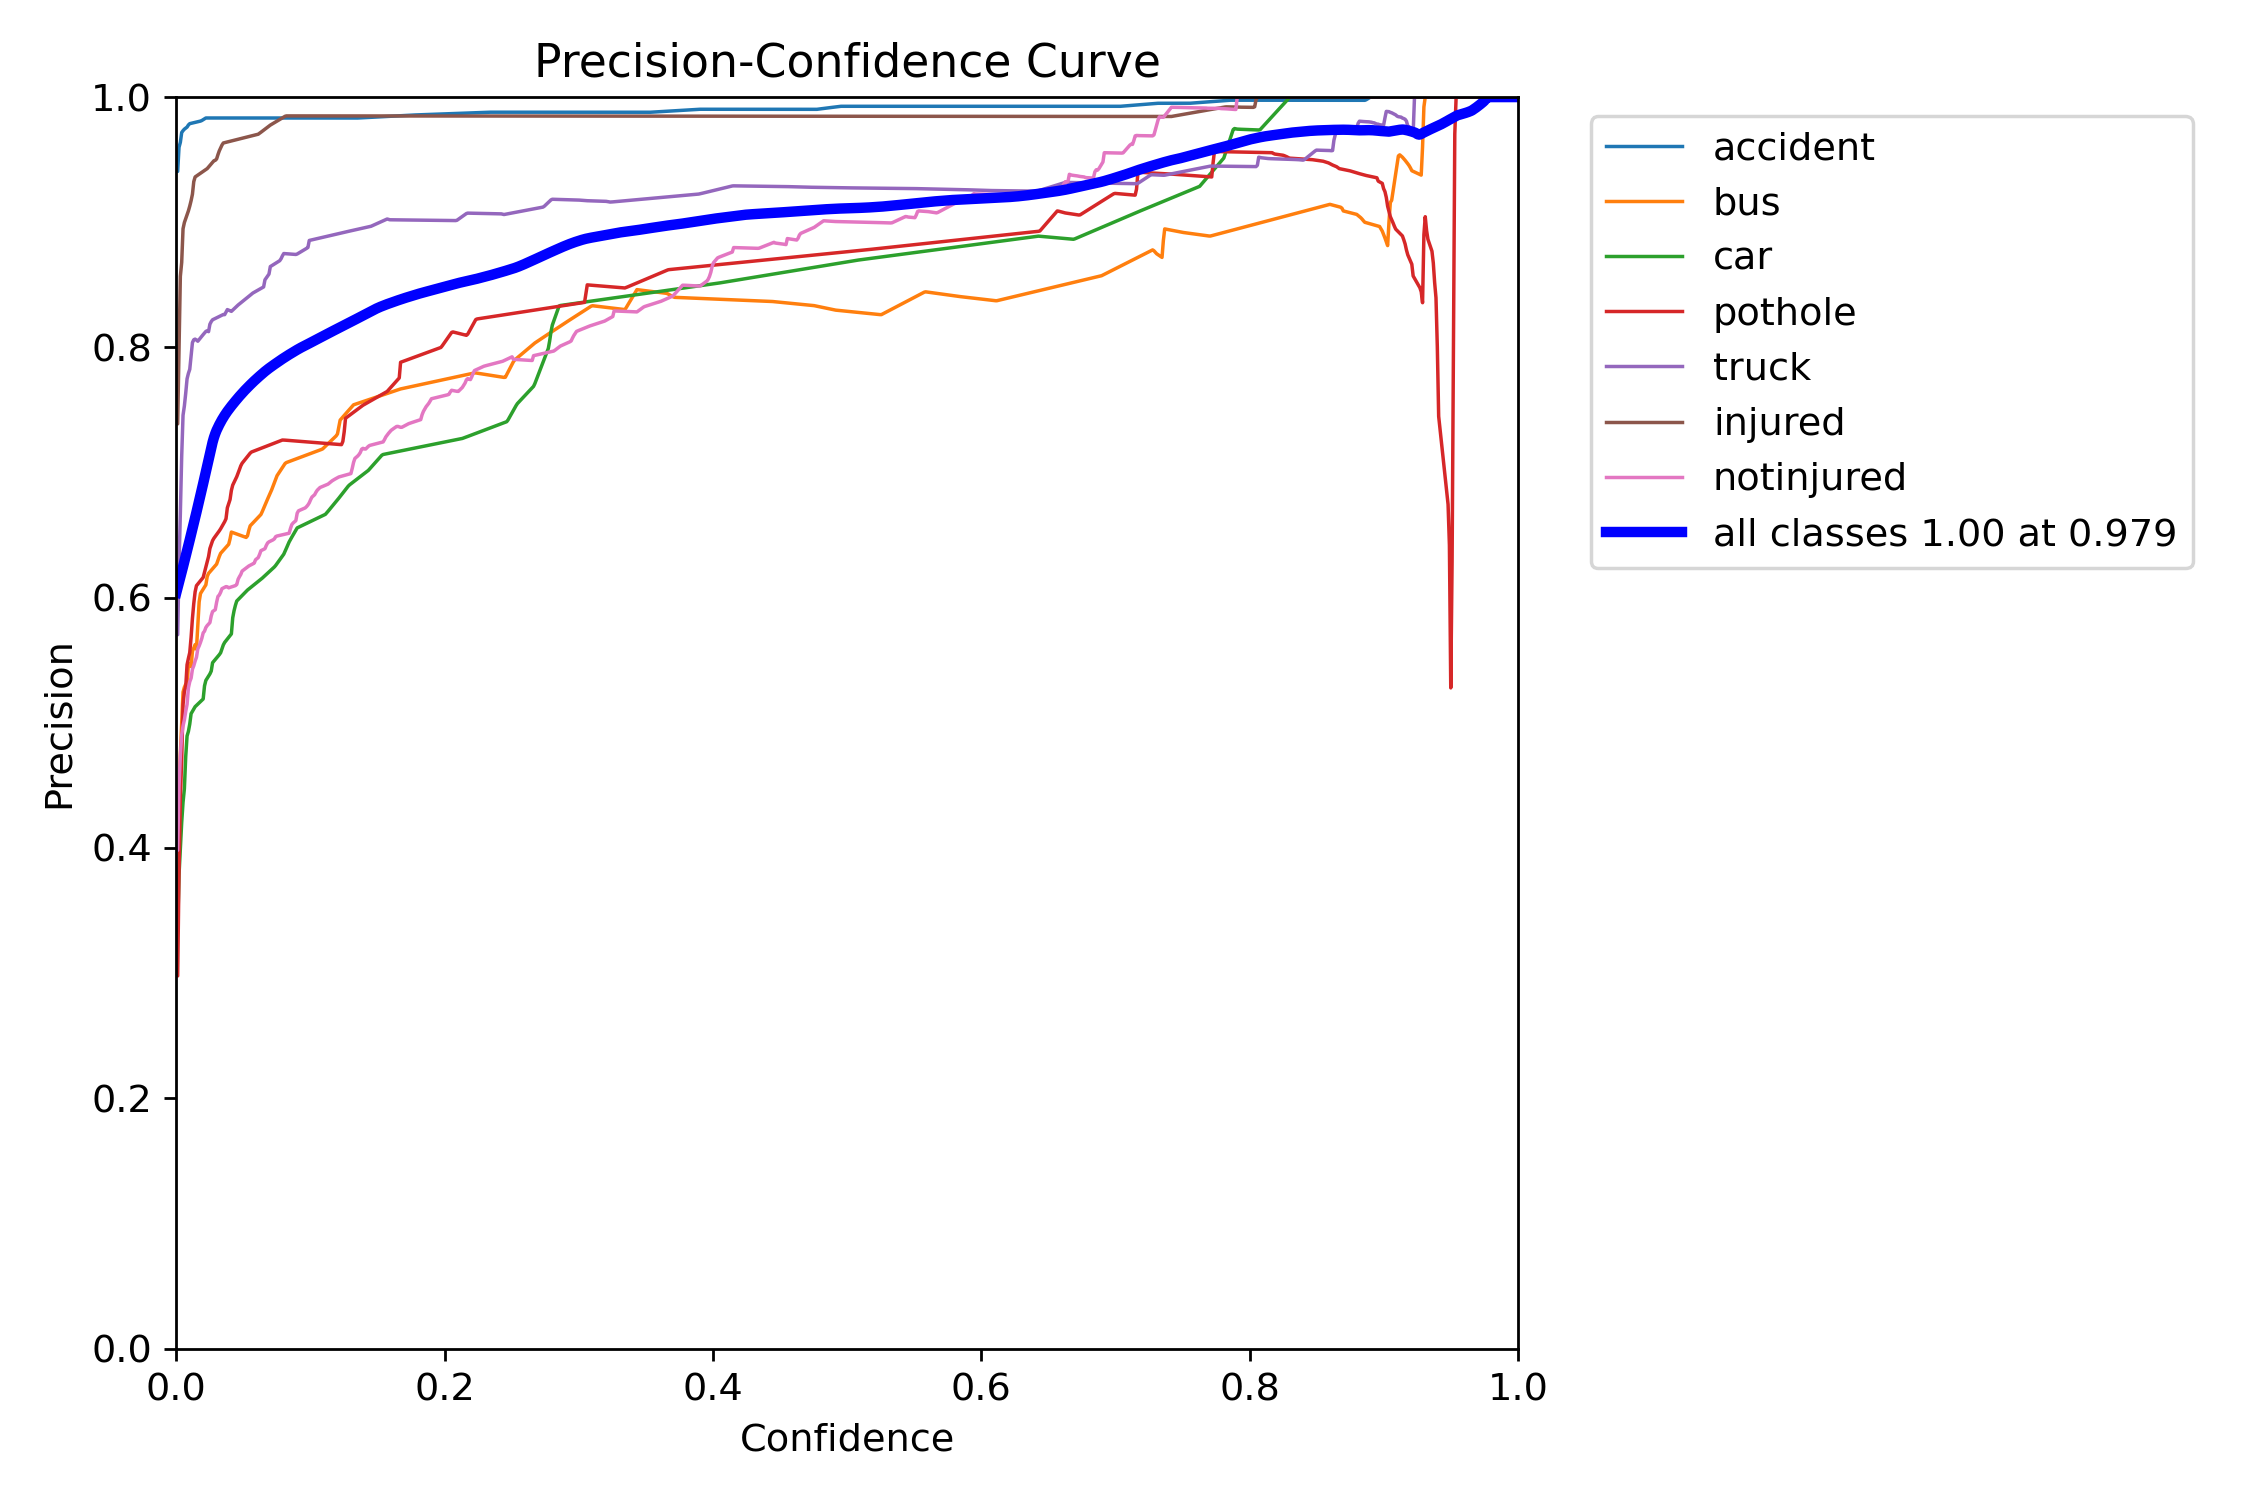 Precision-Confidence Curve
1.0
0.8
0.6
0.4
0.2
0.0
Precision
0.0 0.2 0.4 0.6 0.8 1.0
Confidence
accident
bus
car
pothole
truck
injured
notinjured
all classes 1.00 at 0.979